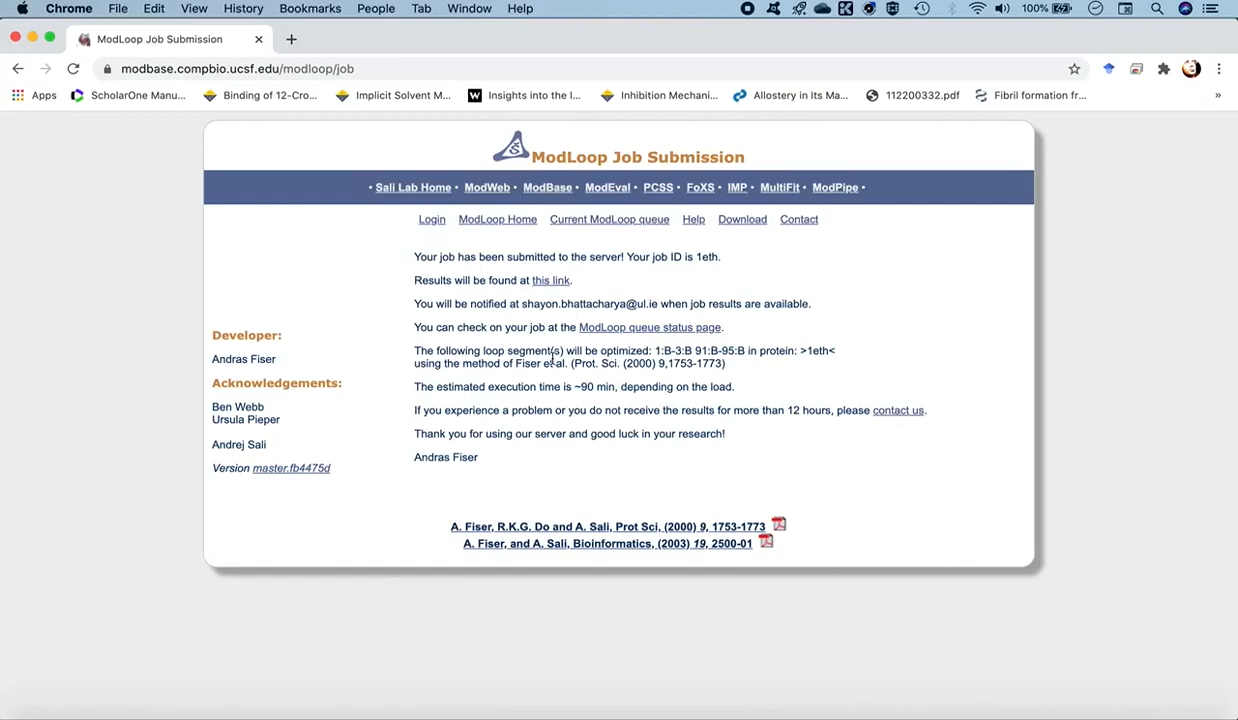 Chrome File Edit View History Bookmarks People Tab Window Help 100%
ModLoop Job Submission
modbase.compbio.ucsf.edu/modloop/job
Apps ScholarOne Manu... Binding of 12-Cro... Implicit Solvent M... Insights into the I... Inhibition Mechani... Allostery in Its Ma... 112200332.pdf Fibril formation fr... »
ModLoop Job Submission
• Sali Lab Home • ModWeb • ModBase • ModEval • PCSS • FoXS • IMP • MultiFit • ModPipe •
Login ModLoop Home Current ModLoop queue Help Download Contact
Your job has been submitted to the server! Your job ID is 1eth.
Results will be found at this link.
You will be notified at shayon.bhattacharya@ul.ie when job results are available.
You can check on your job at the ModLoop queue status page.
The following loop segment(s) will be optimized: 1:B-3:B 91:B-95:B in protein: >1eth<
using the method of Fiser et al. (Prot. Sci. (2000) 9,1753-1773)
The estimated execution time is ~90 min, depending on the load.
If you experience a problem or you do not receive the results for more than 12 hours, please contact us.
Thank you for using our server and good luck in your research!
Andras Fiser
Developer:
Andras Fiser
Acknowledgements:
Ben Webb
Ursula Pieper
Andrej Sali
Version master.fb4475d
A. Fiser, R.K.G. Do and A. Sali, Prot Sci, (2000) 9, 1753-1773
A. Fiser, and A. Sali, Bioinformatics, (2003) 19, 2500-01